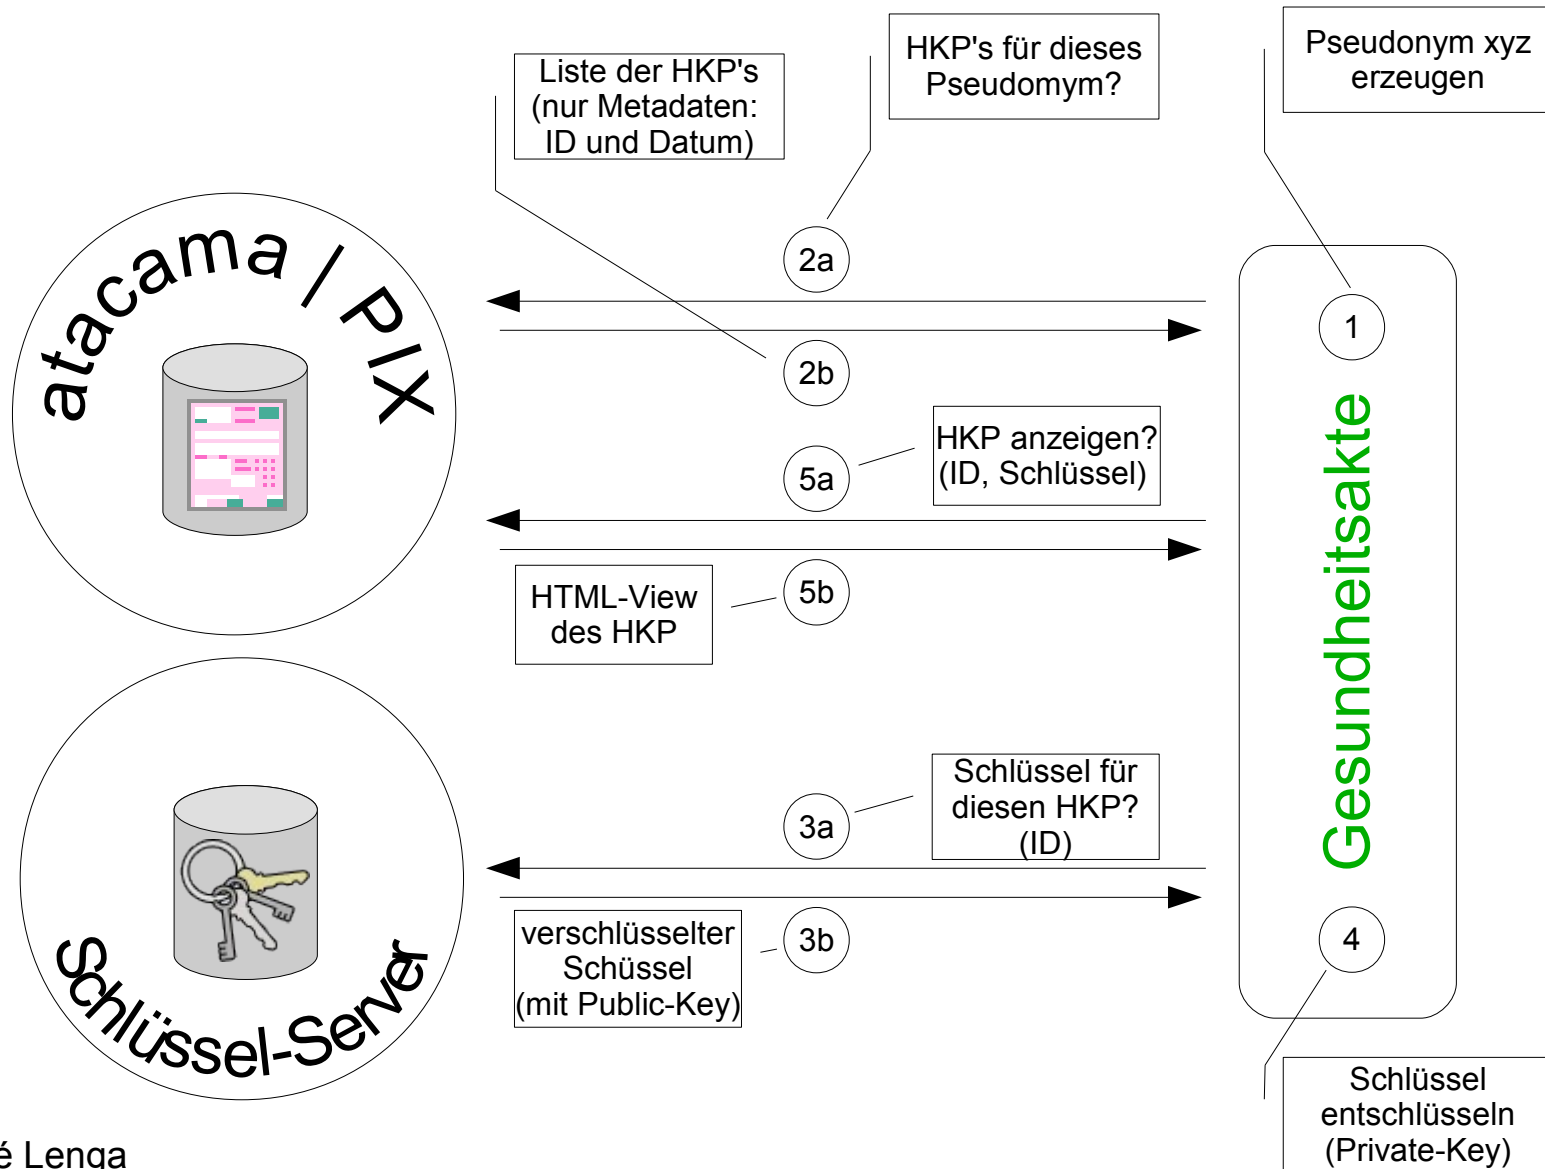 HKP's für dieses
Pseudomym?
Pseudonym xyz
erzeugen
Liste der HKP's
(nur Metadaten:
ID und Datum)
atacama | PIX
2a
1
2b
HKP anzeigen?
(ID, Schlüssel)
5a
HTML-View
des HKP
5b
Gesundheitsakte
Schlüssel für
diesen HKP?
(ID)
3a
verschlüsselter
Schüssel
(mit Public-Key)
3b
4
Schlüssel-Server
Schlüssel
entschlüsseln
(Private-Key)
é Lenga